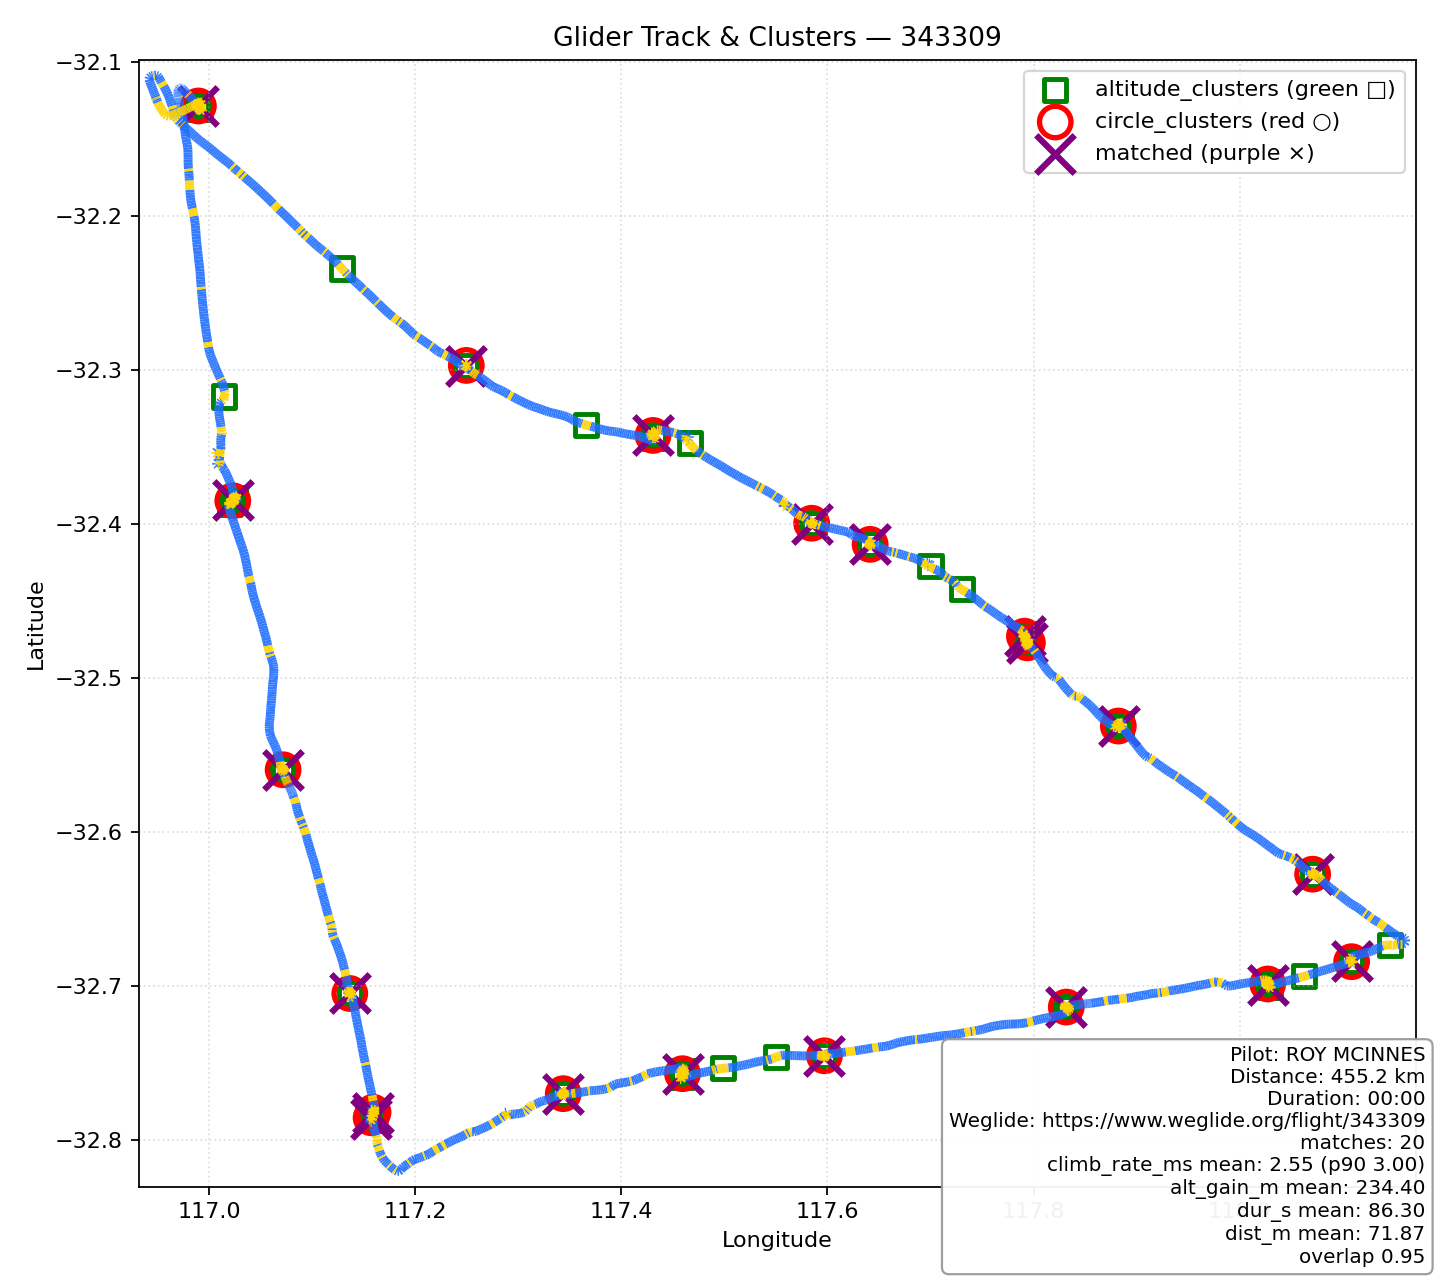 Glider Track & Clusters — 343309
altitude_clusters (green □)
circle_clusters (red ○)
matched (purple ×)
−32.1
−32.2
−32.3
−32.4
−32.5
−32.6
−32.7
−32.8
Latitude
117.0
117.2
117.4
117.6
117.8
Longitude
Pilot: ROY MCINNES
Distance: 455.2 km
Duration: 00:00
Weglide: https://www.weglide.org/flight/343309
matches: 20
climb_rate_ms mean: 2.55 (p90 3.00)
alt_gain_m mean: 234.40
dur_s mean: 86.30
dist_m mean: 71.87
overlap 0.95